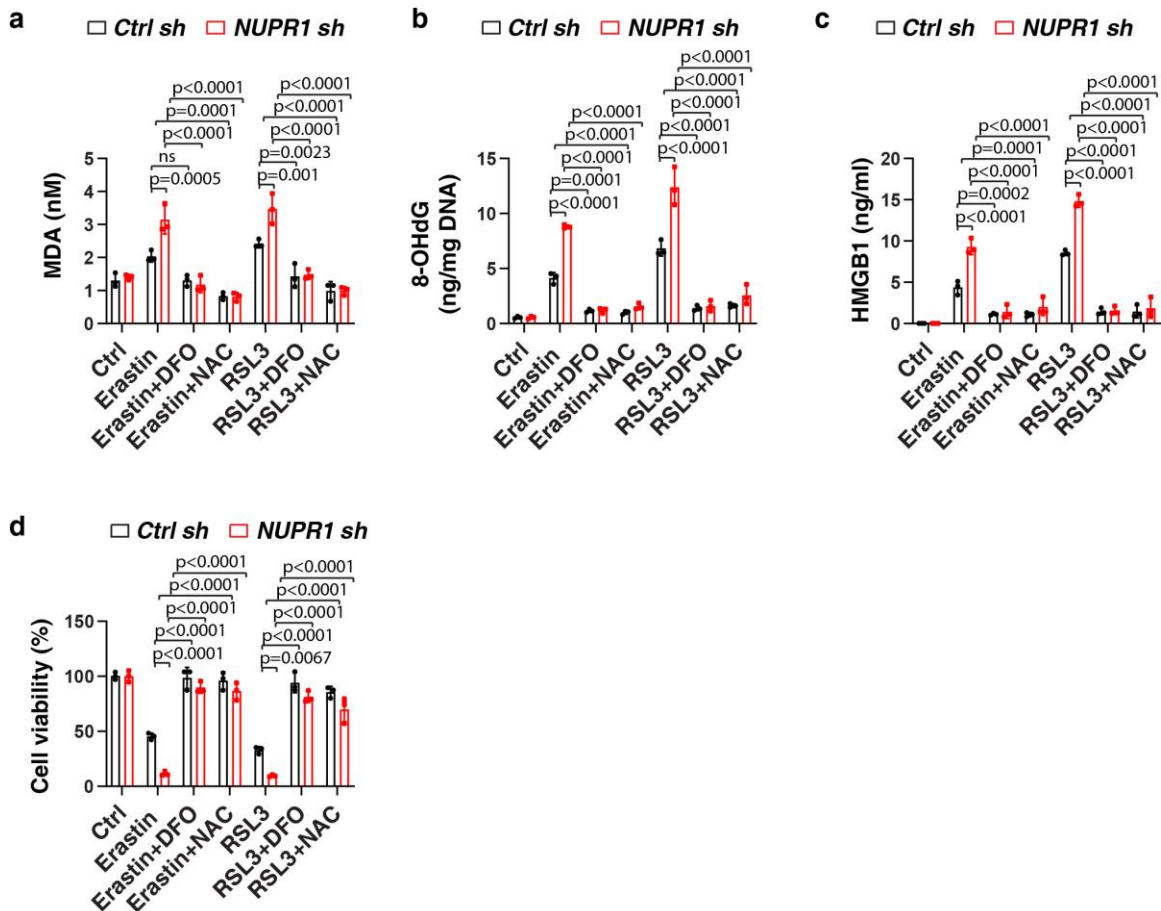 a
Ctrl sh NUPR1 sh
p<0.0001
p<0.0001
p=0.0001
p<0.0001
p<0.0001
p<0.0001
ns
p=0.0023
p=0.0005
p=0.001
MDA (nM)
5
4
3
2
1
0
Ctrl
Erastin
Erastin+DFO
Erastin+NAC
RSL3
RSL3+DFO
RSL3+NAC
b
Ctrl sh NUPR1 sh
p<0.0001
p<0.0001
p<0.0001
p<0.0001
p<0.0001
p<0.0001
p<0.0001
p<0.0001
p=0.0001
p<0.0001
8-OHdG
(ng/mg DNA)
15
10
5
0
Ctrl
Erastin
Erastin+DFO
Erastin+NAC
RSL3
RSL3+DFO
RSL3+NAC
c
Ctrl sh NUPR1 sh
p<0.0001
p<0.0001
p<0.0001
p<0.0001
p<0.0001
p=0.0001
p<0.0001
p<0.0001
p=0.0002
p<0.0001
HMGB1 (ng/ml)
20
15
10
5
0
Ctrl
Erastin
Erastin+DFO
Erastin+NAC
RSL3
RSL3+DFO
RSL3+NAC
d
Ctrl sh NUPR1 sh
p<0.0001
p<0.0001
p<0.0001
p<0.0001
p<0.0001
p<0.0001
p<0.0001
p<0.0001
p<0.0001
p=0.0067
Cell viability (%)
150
100
50
0
Ctrl
Erastin
Erastin+DFO
Erastin+NAC
RSL3
RSL3+DFO
RSL3+NAC